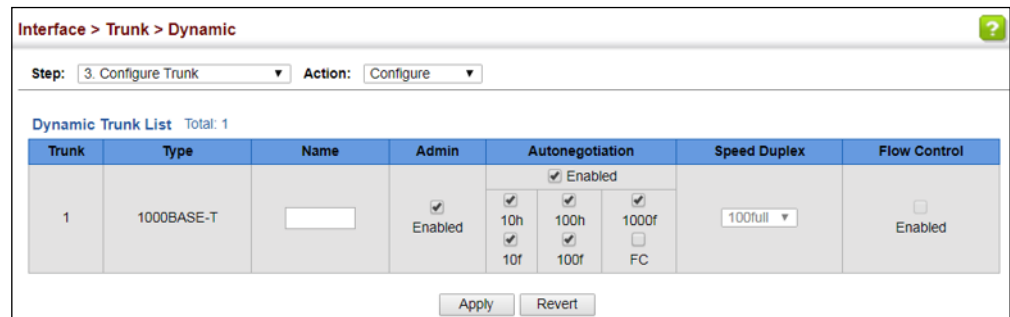 Interface > Trunk > Dynamic
?
Step: 3. Configure Trunk Action: Configure
Dynamic Trunk List Total: 1
Trunk Type Name Admin Autonegotiation Speed Duplex Flow Control
Enabled
1 1000BASE-T Enabled 10h 100h 1000f 100full Enabled
10f 100f FC
Apply Revert